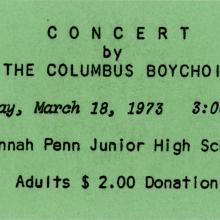 C O N C E R T
by
THE COLUMBUS BOYCHOI
ay, March 18, 1973 3:0
nnah Penn Junior High Sc
Adults $ 2.00 Donation